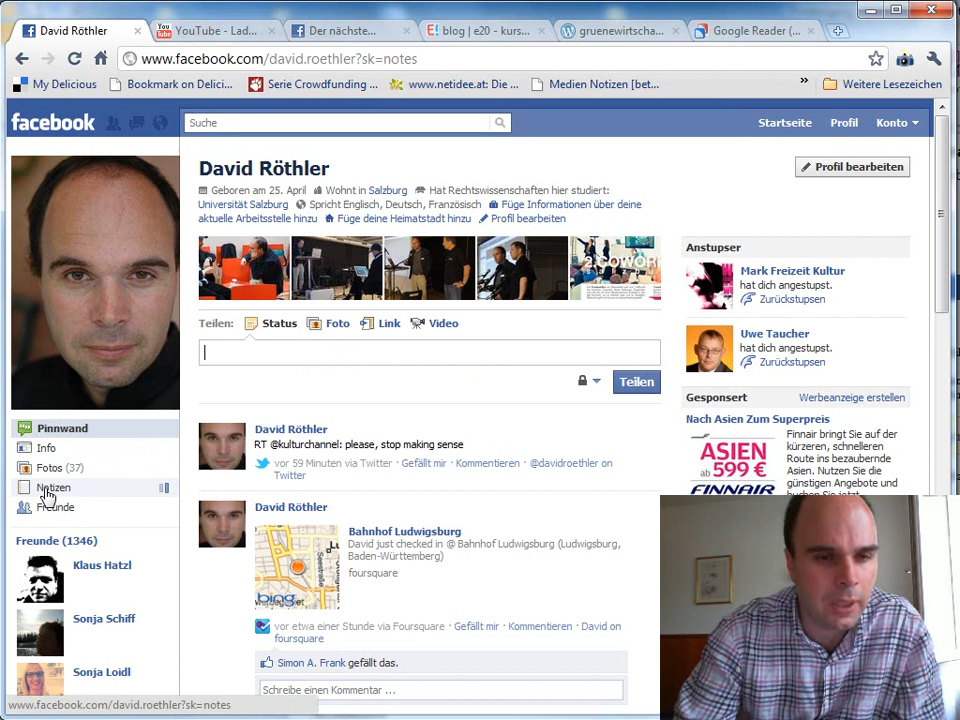 David Röthler
YouTube - Lad...
Der nächste...
blog | e20 - kurs...
gruenewirtscha...
Google Reader (...
www.facebook.com/david.roethler?sk=notes
My Delicious
Bookmark on Delici...
Serie Crowdfunding ...
www.netidee.at: Die ...
Medien Notizen [bet...
»
Weitere Lesezeichen
facebook
Suche
Startseite
Profil
Konto
David Röthler
Profil bearbeiten
Geboren am 25. April Wohnt in Salzburg Hat Rechtswissenschaften hier studiert:
Universität Salzburg Spricht Englisch, Deutsch, Französisch Füge Informationen über deine
aktuelle Arbeitsstelle hinzu Füge deine Heimatstadt hinzu Profil bearbeiten
Teilen: Status Foto Link Video
Teilen
Pinnwand
Info
Fotos (37)
Notizen
Freunde
Freunde (1346)
Klaus Hatzl
Sonja Schiff
Sonja Loidl
David Röthler
RT @kulturchannel: please, stop making sense
vor 59 Minuten via Twitter · Gefällt mir · Kommentieren · @davidroethler on
Twitter
David Röthler
bing
Bahnhof Ludwigsburg
David just checked in @ Bahnhof Ludwigsburg (Ludwigsburg,
Baden-Württemberg)
foursquare
vor etwa einer Stunde via Foursquare · Gefällt mir · Kommentieren · David on
foursquare
Simon A. Frank gefällt das.
Schreibe einen Kommentar ...
Anstupser
Mark Freizeit Kultur
hat dich angestupst.
Zurückstupsen
Uwe Taucher
hat dich angestupst.
Zurückstupsen
Gesponsert
Werbeanzeige erstellen
Nach Asien Zum Superpreis
ASIEN
ab 599 €
FINNAIR
Finnair bringt Sie auf der
kürzeren, schnelleren
Route ins bezaubernde
Asien. Nutzen Sie die
günstigen Angebote und
www.facebook.com/david.roethler?sk=notes